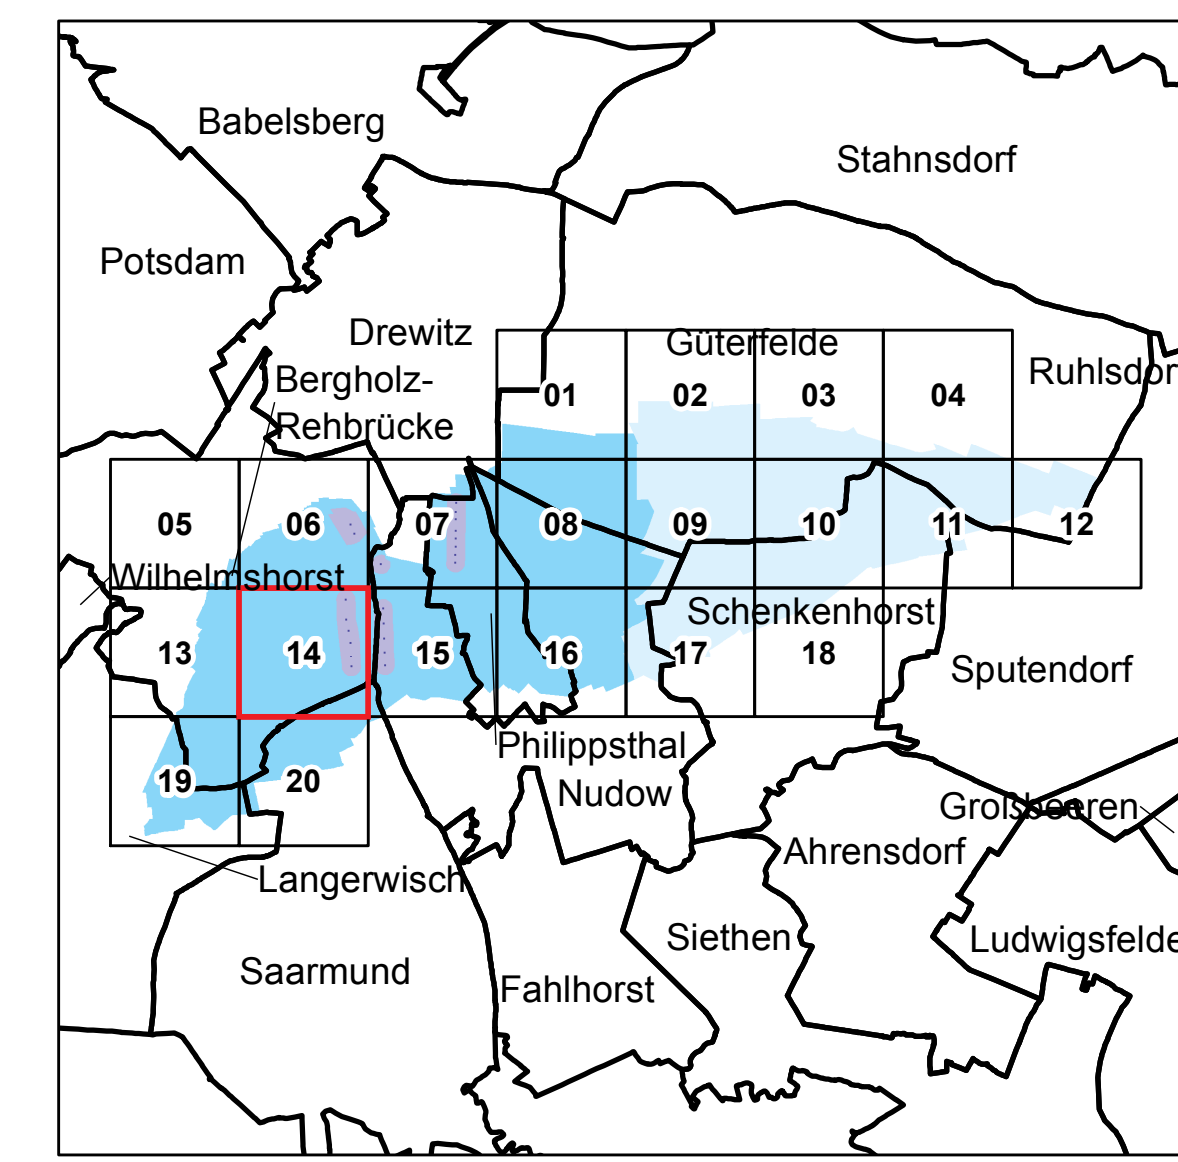 Babelsberg
Stahnsdorf
Potsdam
Drewitz
Güterfelde
Ruhlsdor
Bergholz-
Rehbrücke
01
02
03
04
05
06
07
08
09
10
11
12
Wilhelmshorst
Schenkenhorst
13
14
15
16
17
18
Sputendorf
Philippsthal
19
20
Nudow
Großbeeren
Ahrensdorf
Langerwisch
Siethen
Ludwigsfelde
Saarmund
Fahlhorst